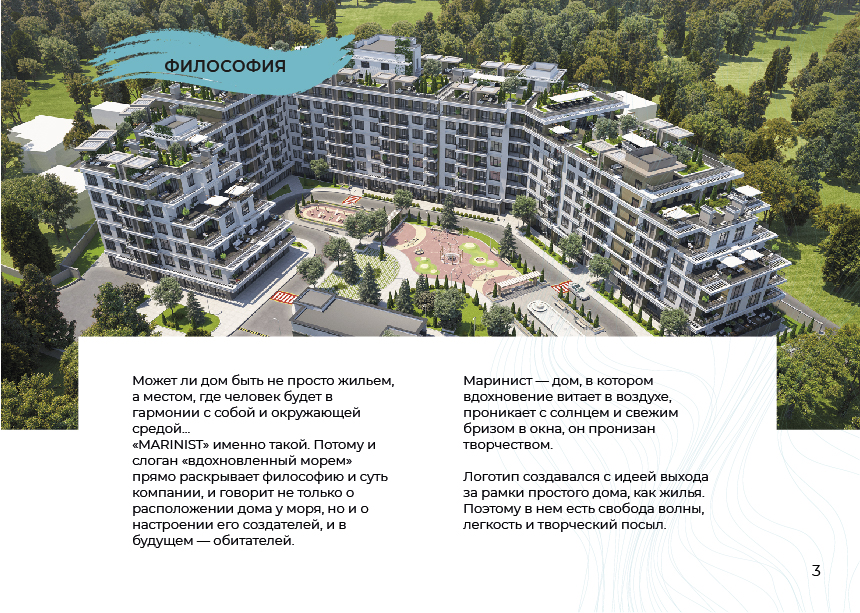 ФИЛОСОФИЯ
Может ли дом быть не просто жильем,
а местом, где человек будет в
гармонии с собой и окружающей
средой...
«MARINIST» именно такой. Потому и
слоган «вдохновленный морем»
прямо раскрывает философию и суть
компании, и говорит не только о
расположении дома у моря, но и о
настроении его создателей, и в
будущем — обитателей.
Маринист — дом, в котором
вдохновение витает в воздухе,
проникает с солнцем и свежим
бризом в окна, он пронизан
творчеством.
Логотип создавался с идеей выхода
за рамки простого дома, как жилья.
Поэтому в нем есть свобода волны,
легкость и творческий посыл.
3